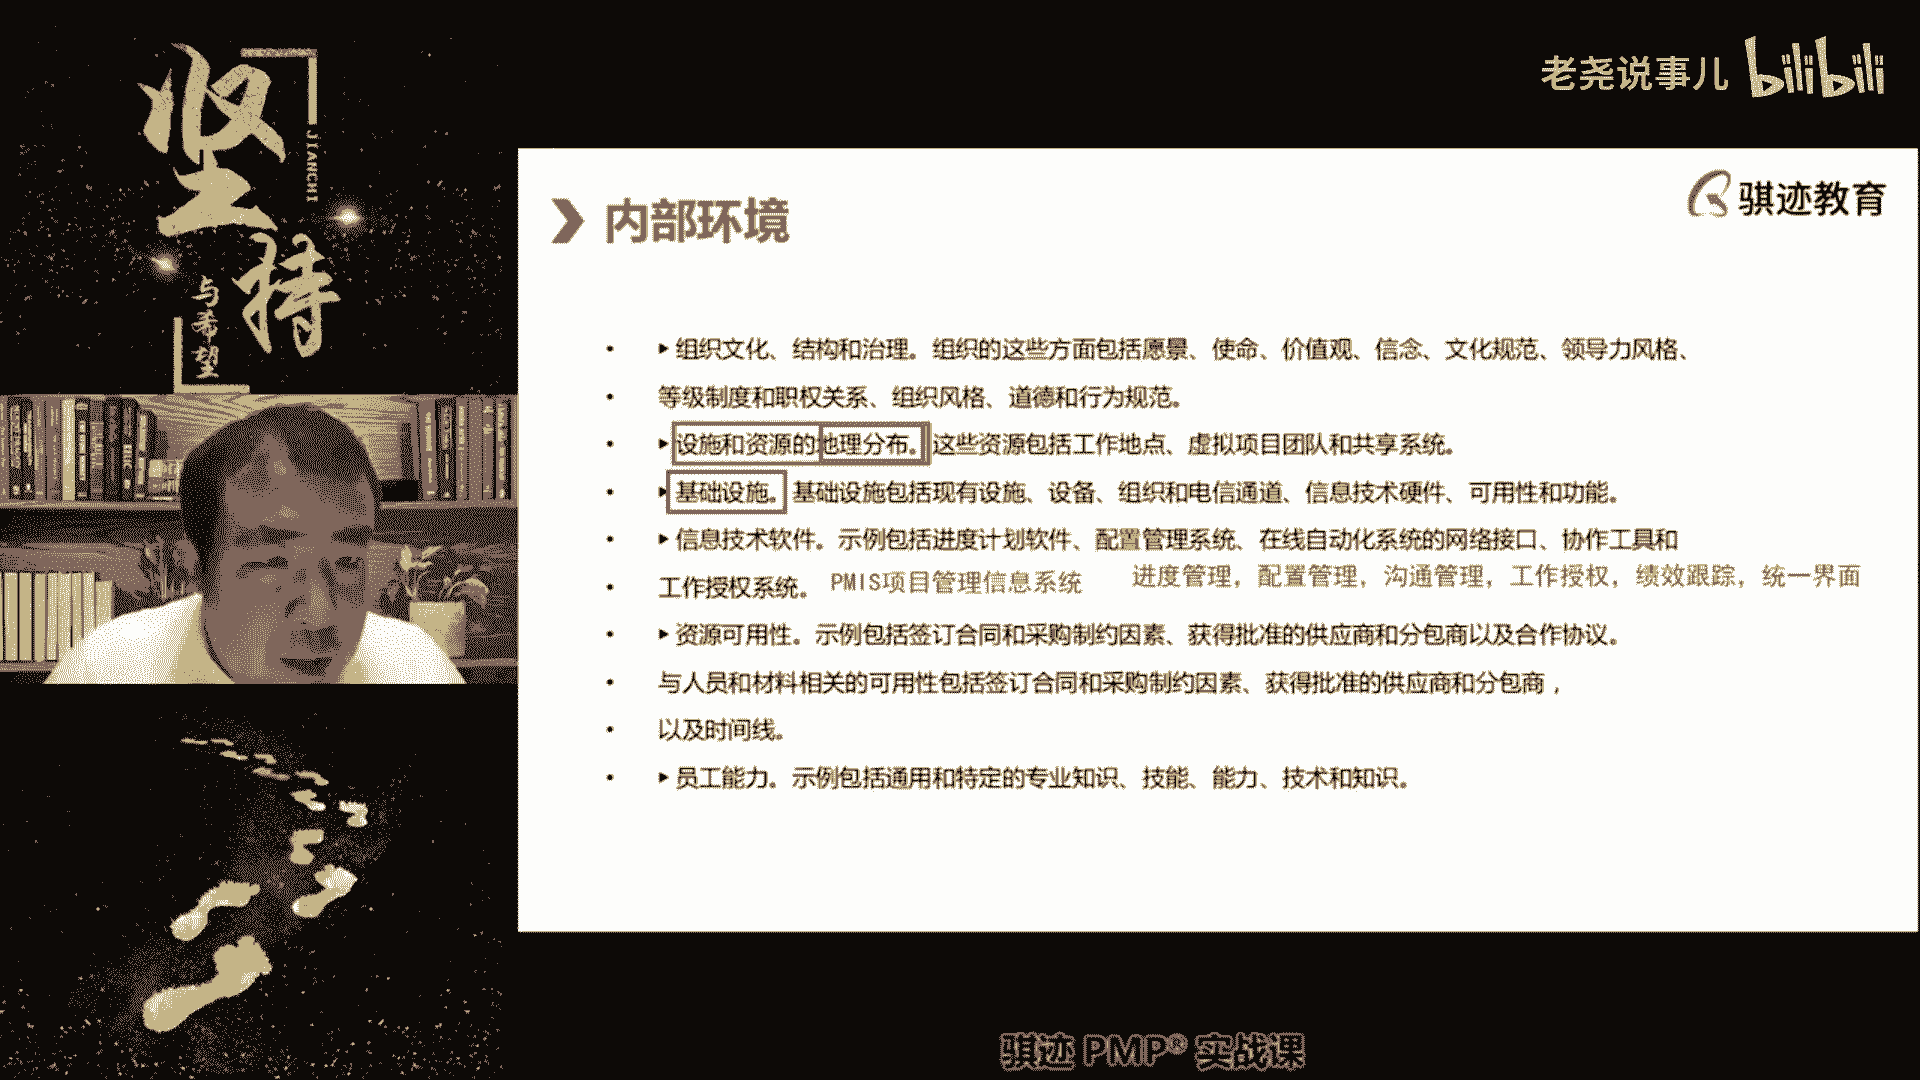 坚持
JIANCHI
与希望
老尧说事儿 bilibili
骐迹教育
内部环境
• ▸组织文化、结构和治理。组织的这些方面包括愿景、使命、价值观、信念、文化规范、领导力风格、
• 等级制度和职权关系、组织风格、道德和行为规范。
• ▸设施和资源的地理分布。这些资源包括工作地点、虚拟项目团队和共享系统。
• ▸基础设施。基础设施包括现有设施、设备、组织和电信通道、信息技术硬件、可用性和功能。
• ▸信息技术软件。示例包括进度计划软件、配置管理系统、在线自动化系统的网络接口、协作工具和
• 工作授权系统。 PMIS项目管理信息系统 进度管理，配置管理，沟通管理，工作授权，绩效跟踪，统一界面
• ▸资源可用性。示例包括签订合同和采购制约因素、获得批准的供应商和分包商以及合作协议。
• 与人员和材料相关的可用性包括签订合同和采购制约因素、获得批准的供应商和分包商，
• 以及时间线。
• ▸员工能力。示例包括通用和特定的专业知识、技能、能力、技术和知识。
骐迹 PMP® 实战课